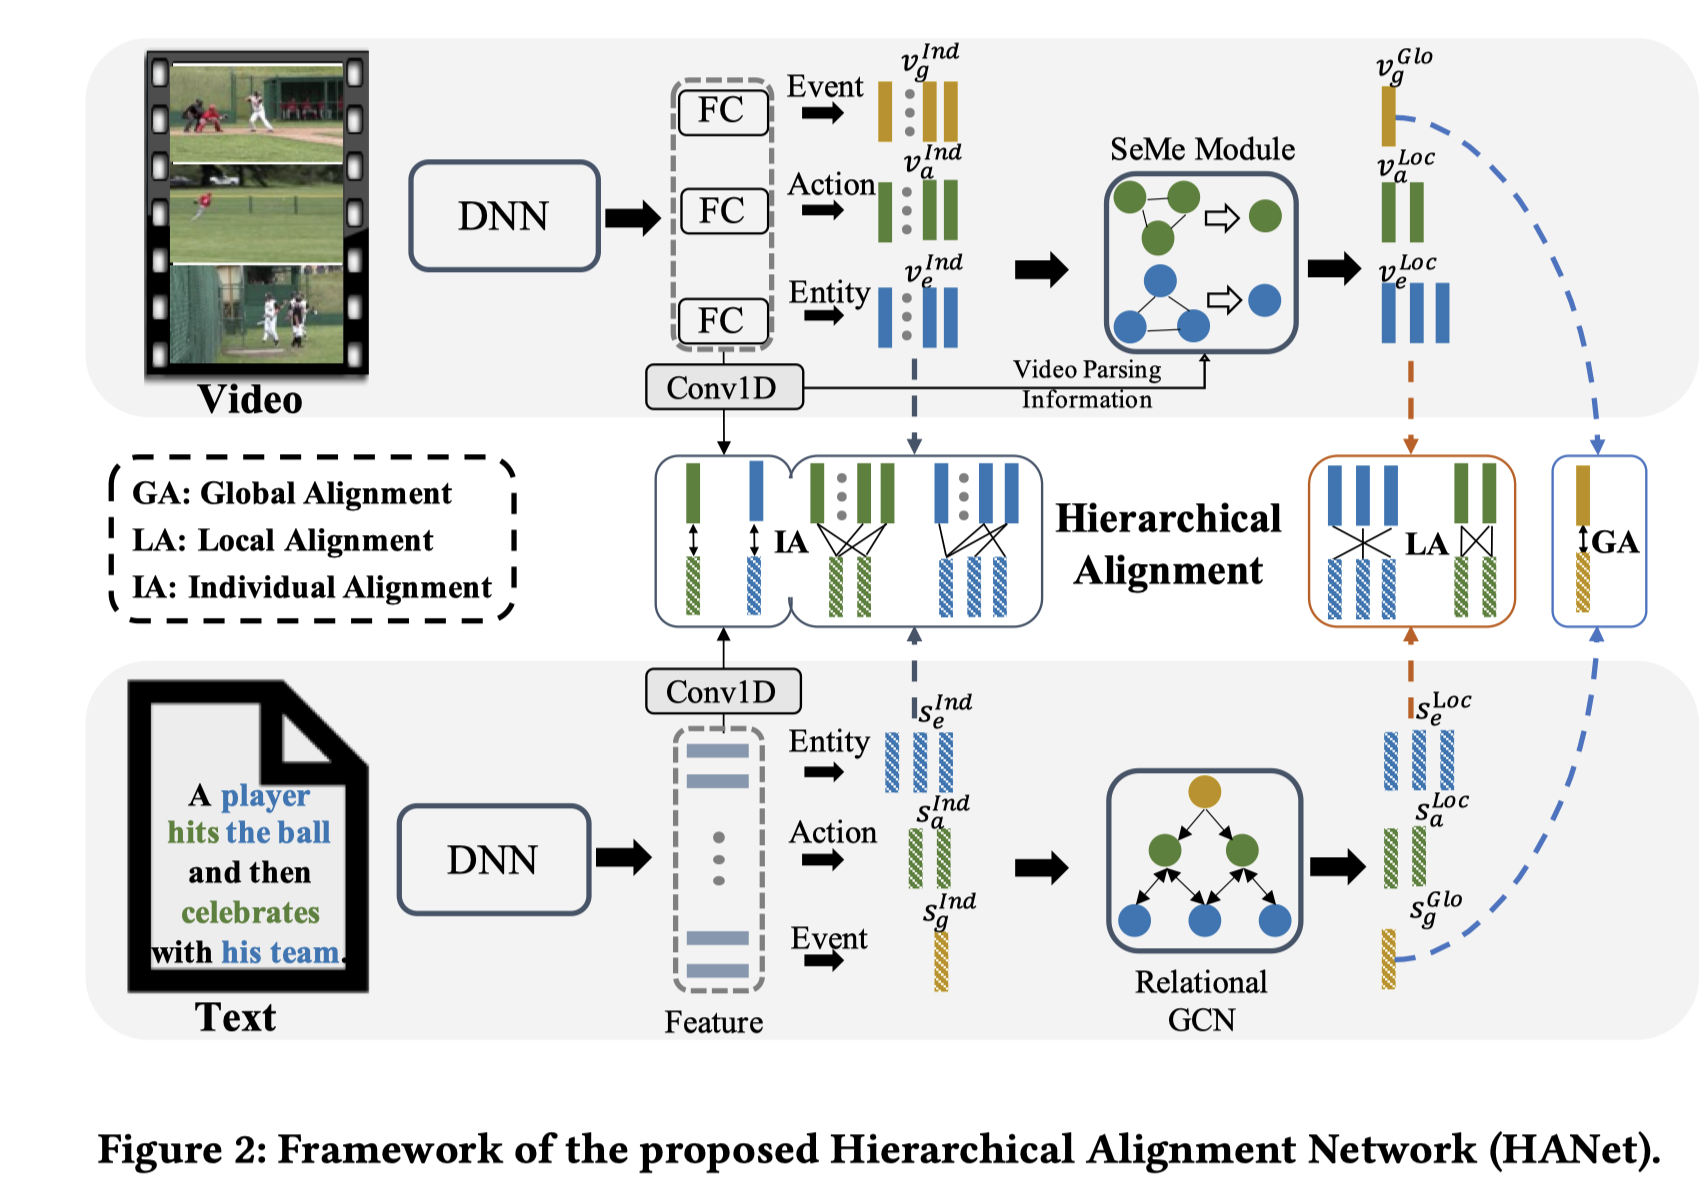 Video
DNN
FC
FC
FC
Conv1D
Event
v_g^{Ind}
Action
v_a^{Ind}
Entity
v_e^{Ind}
SeMe Module
Video Parsing
Information
v_g^{Glo}
v_a^{Loc}
v_e^{Loc}
GA: Global Alignment
LA: Local Alignment
IA: Individual Alignment
IA
Hierarchical
Alignment
LA
GA
A player
hits the ball
and then
celebrates
with his team.
Text
DNN
Conv1D
Feature
Entity
s_e^{Ind}
Action
s_a^{Ind}
Event
s_g^{Ind}
Relational
GCN
s_e^{Loc}
s_a^{Loc}
s_g^{Glo}
Figure 2: Framework of the proposed Hierarchical Alignment Network (HANet).